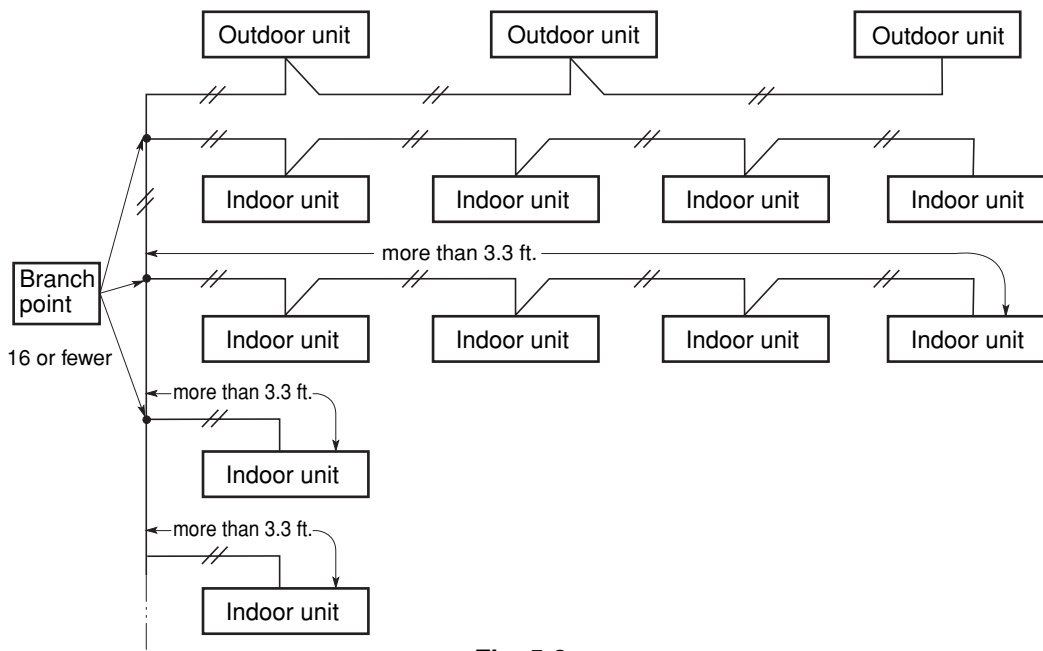 Outdoor unit
Outdoor unit
Outdoor unit
Indoor unit
Indoor unit
Indoor unit
Indoor unit
more than 3.3 ft.
Branch
point
16 or fewer
Indoor unit
Indoor unit
Indoor unit
Indoor unit
more than 3.3 ft.
Indoor unit
more than 3.3 ft.
Indoor unit